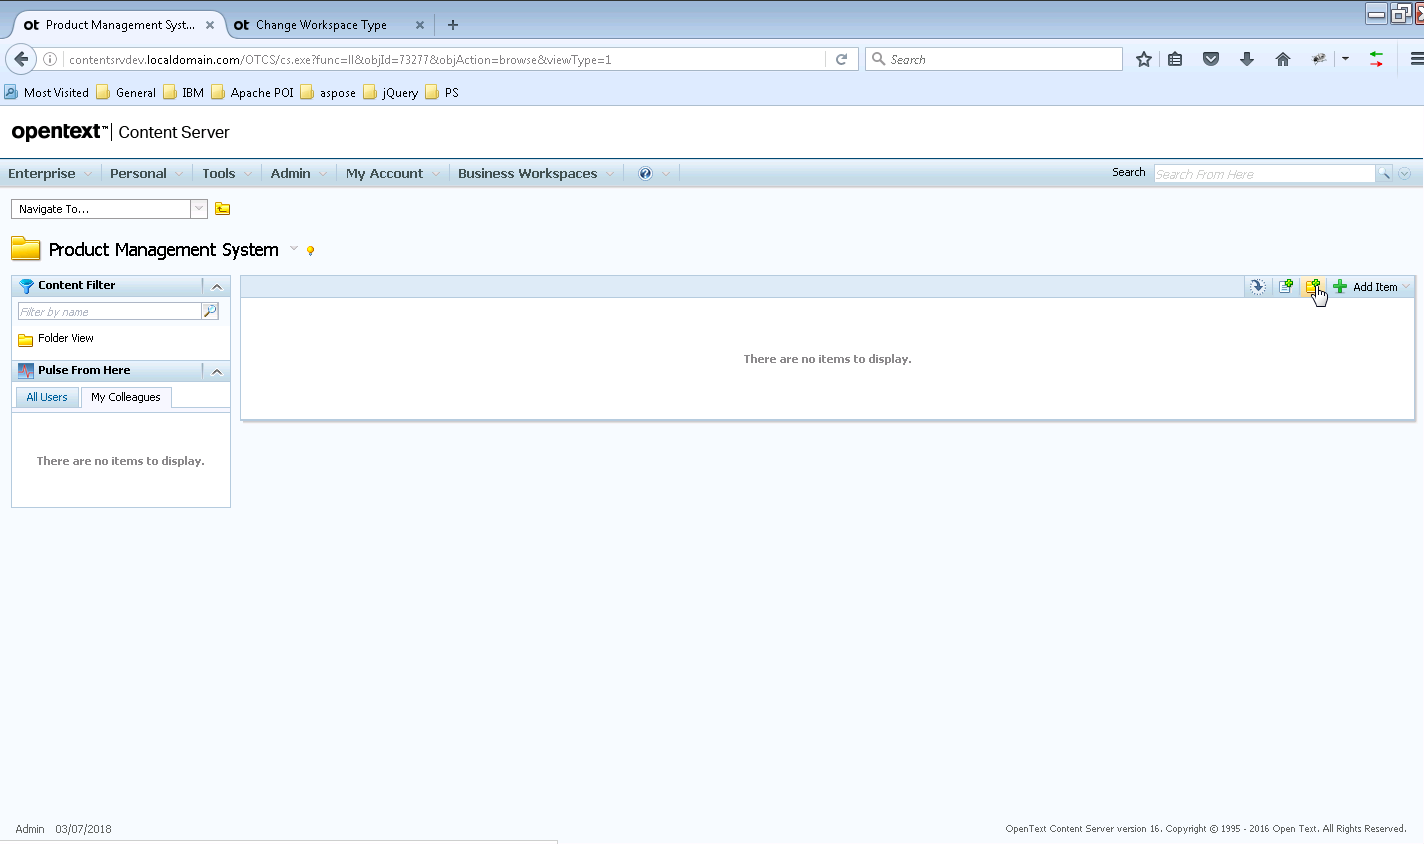 ot Product Management Syst...
ot Change Workspace Type
contentsrvdev.localdomain.com/OTCS/cs.exe?func=ll&objId=73277&objAction=browse&viewType=1
Search
Most Visited General IBM Apache POI aspose jQuery PS
opentext™ | Content Server
Enterprise Personal Tools Admin My Account Business Workspaces
Search Search From Here
Navigate To...
Product Management System
Content Filter
Add Item
Filter by name
Folder View
There are no items to display.
Pulse From Here
All Users My Colleagues
There are no items to display.
Admin 03/07/2018
OpenText Content Server version 16. Copyright © 1995 - 2016 Open Text. All Rights Reserved.